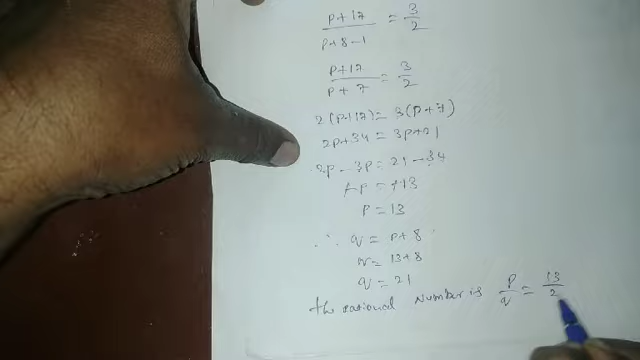 P+17/P+8-1 = 3/2
P+17/P+7 = 3/2
2(P+17) = 3(P+7)
2P+34 = 3P+21
2P-3P = 21-34
-P = -13
P = 13
∴ q = P+8
q = 13+8
q = 21
The rational number is P/q = 13/2